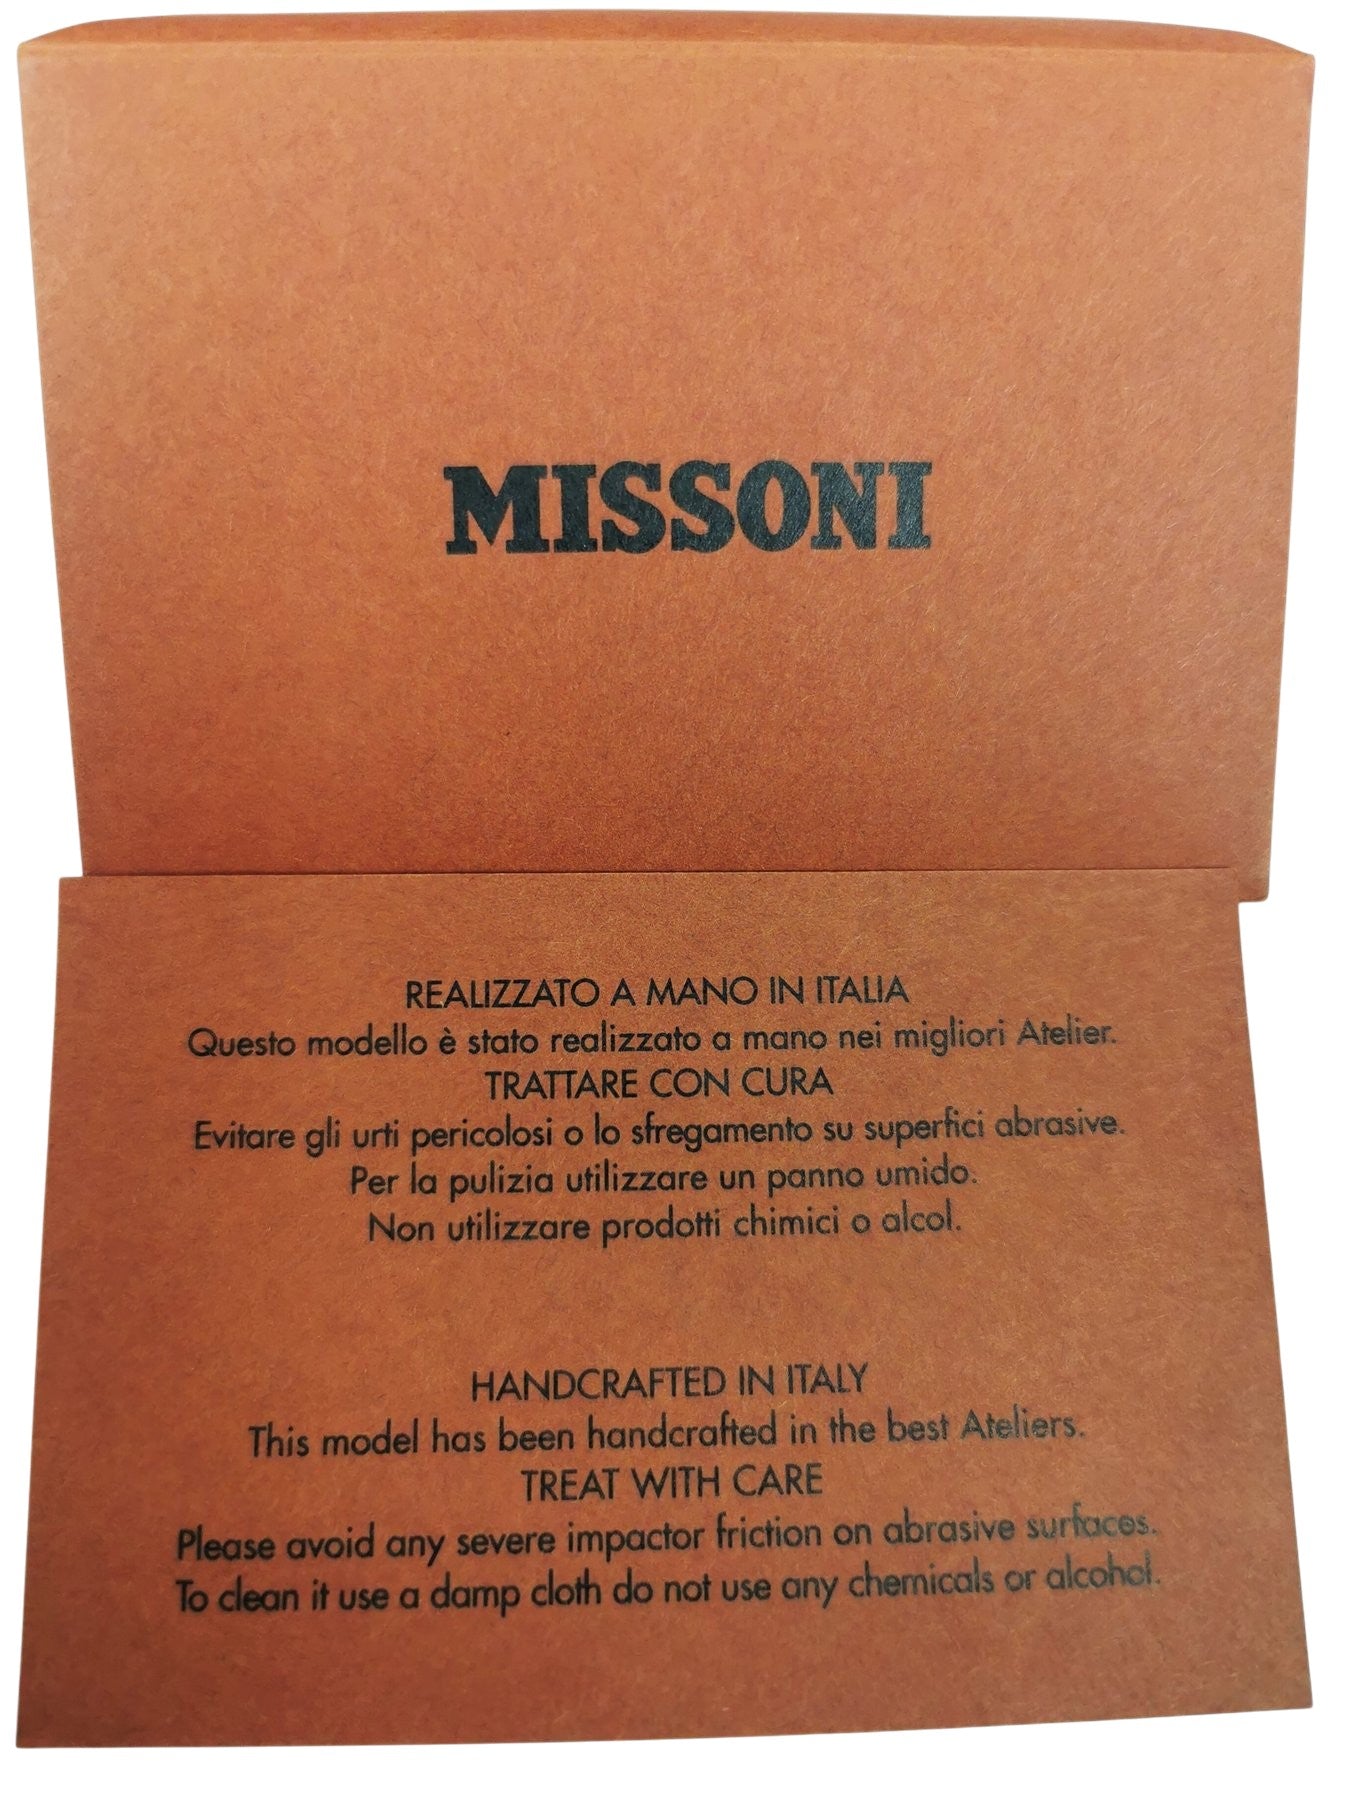 MISSONI
REALIZZATO A MANO IN ITALIA
Questo modello è stato realizzato a mano nei migliori Atelier.
TRATTARE CON CURA
Evitare gli urti pericolosi o lo sfregamento su superfici abrasive.
Per la pulizia utilizzare un panno umido.
Non utilizzare prodotti chimici o alcol.
HANDCRAFTED IN ITALY
This model has been handcrafted in the best Ateliers.
TREAT WITH CARE
Please avoid any severe impactor friction on abrasive surfaces.
To clean it use a damp cloth do not use any chemicals or alcohol.